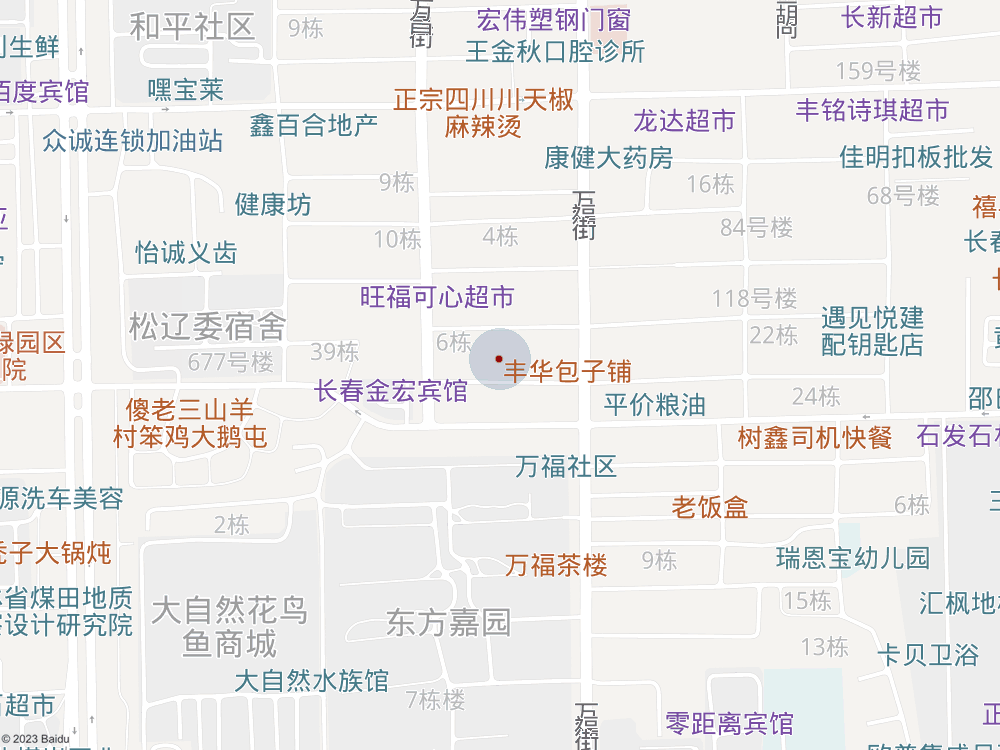 和平社区
9栋
宏伟塑钢门窗
长新超市
生鲜
王金秋口腔诊所
159号楼
百度宾馆
嘿宝莱
正宗四川川天椒
麻辣烫
丰铭诗琪超市
龙达超市
鑫百合地产
众诚连锁加油站
康健大药房
佳明扣板批发
9栋
16栋
68号楼
健康坊
万福街
84号楼
10栋
4栋
怡诚义齿
旺福可心超市
118号楼
遇见悦建
配钥匙店
松辽委宿舍
22栋
6栋
绿园区
院
39栋
677号楼
丰华包子铺
长春金宏宾馆
24栋
平价粮油
傻老三山羊
村笨鸡大鹅屯
树鑫司机快餐
石发石材
万福社区
源洗车美容
老饭盒
6栋
2栋
子大锅炖
万福茶楼
9栋
瑞恩宝幼儿园
省煤田地质
设计研究院
15栋
大自然花鸟
鱼商城
东方嘉园
13栋
卡贝卫浴
大自然水族馆
7栋楼
超市
万福街
零距离宾馆
© 2023 Baidu